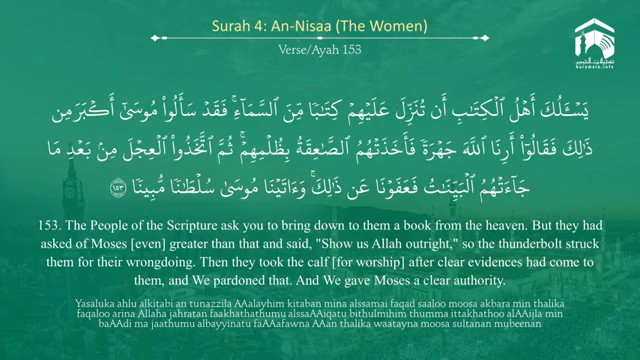 Surah 4: An-Nisaa (The Women)
Verse/Ayah 153
haramain.info
يَسْـَٔلُكَ أَهْلُ ٱلْكِتَـٰبِ أَن تُنَزِّلَ عَلَيْهِمْ كِتَـٰبًا مِّنَ ٱلسَّمَآءِ ۚ فَقَدْ سَأَلُوا۟ مُوسَىٰٓ أَكْبَرَ مِن
ذَٰلِكَ فَقَالُوٓا۟ أَرِنَا ٱللَّهَ جَهْرَةً فَأَخَذَتْهُمُ ٱلصَّـٰعِقَةُ بِظُلْمِهِمْ ۚ ثُمَّ ٱتَّخَذُوا۟ ٱلْعِجْلَ مِنۢ بَعْدِ مَا
جَآءَتْهُمُ ٱلْبَيِّنَـٰتُ فَعَفَوْنَا عَن ذَٰلِكَ ۚ وَءَاتَيْنَا مُوسَىٰ سُلْطَـٰنًا مُّبِينًا ١٥٣
153. The People of the Scripture ask you to bring down to them a book from the heaven. But they had
asked of Moses [even] greater than that and said, "Show us Allah outright," so the thunderbolt struck
them for their wrongdoing. Then they took the calf [for worship] after clear evidences had come to
them, and We pardoned that. And We gave Moses a clear authority.
Yasaluka ahlu alkitabi an tunazzila AAalayhim kitaban mina alssamai faqad saaloo moosa akbara min thalika
faqaloo arina Allaha jahratan faakhathathumu alssaAAiqatu bithulmihim thumma ittakhathoo alAAijla min
baAAdi ma jaathumu albayyinatu faAAafawna AAan thalika waatayna moosa sultanan mubeenan